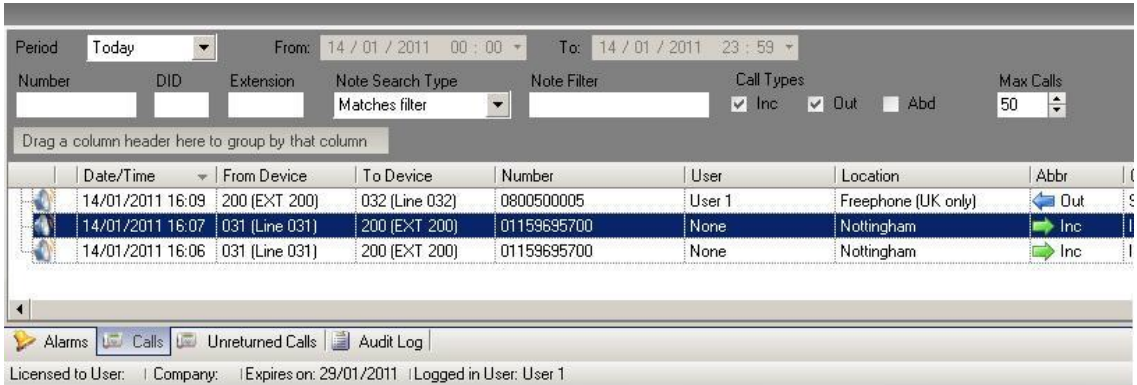 Period Today From: 14 / 01 / 2011 00 : 00 To: 14 / 01 / 2011 23 : 59
Number DID Extension Note Search Type Note Filter Call Types Max Calls
Matches filter Inc Out Abd 50
Drag a column header here to group by that column
Date/Time From Device To Device Number User Location Abbr
14/01/2011 16:09 200 (EXT 200) 032 (Line 032) 0800500005 User 1 Freephone (UK only) Out
14/01/2011 16:07 031 (Line 031) 200 (EXT 200) 01159695700 None Nottingham Inc
14/01/2011 16:06 031 (Line 031) 200 (EXT 200) 01159695700 None Nottingham Inc
Alarms Calls Unreturned Calls Audit Log
Licensed to User: Company: Expires on: 29/01/2011 Logged in User: User 1